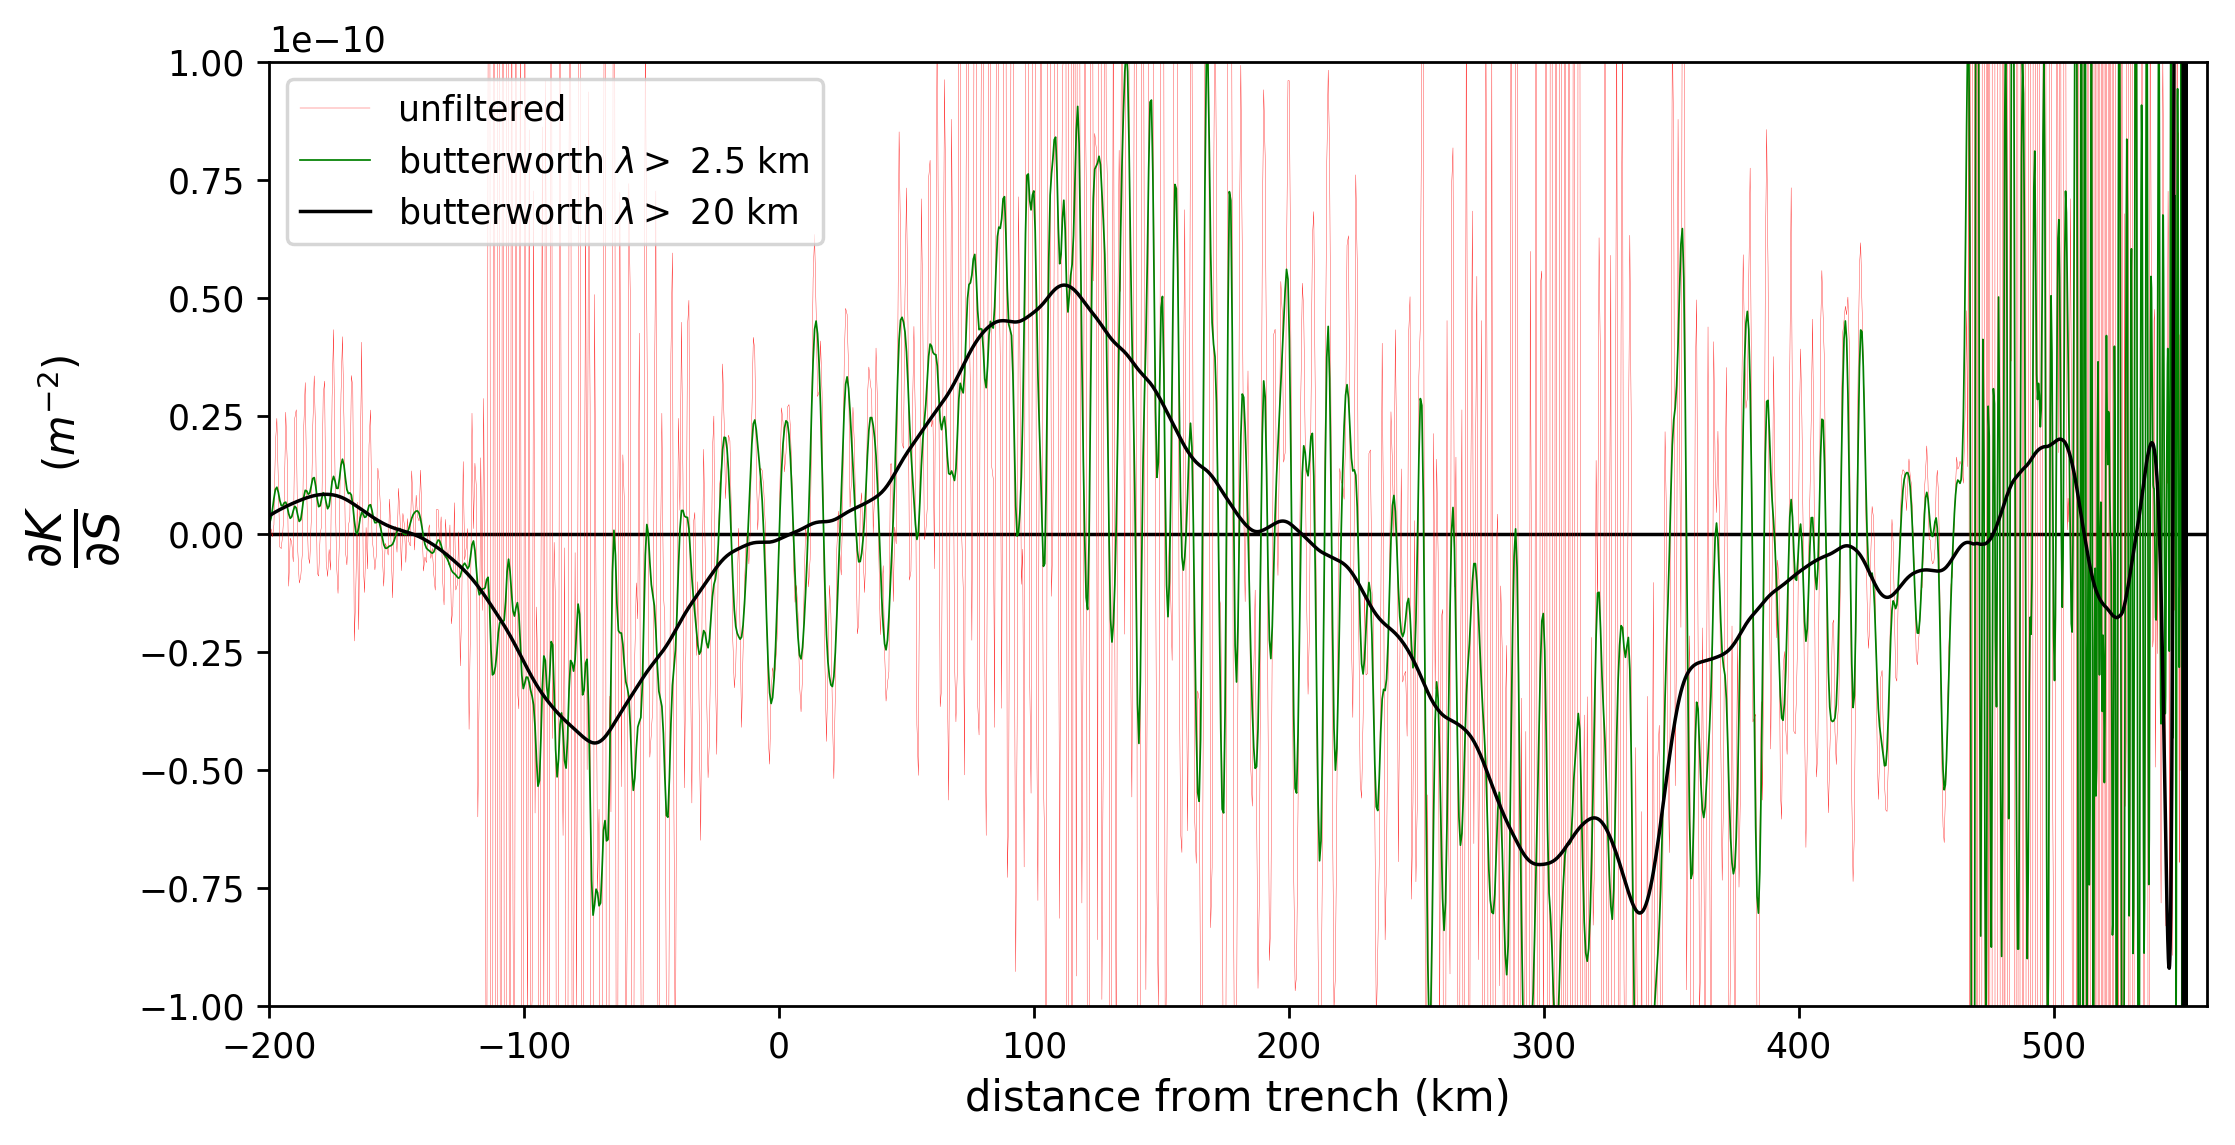 1e−10
1.00
0.75
0.50
0.25
0.00
−0.25
−0.50
−0.75
−1.00
∂K
∂S
(m⁻²)
unfiltered
butterworth λ > 2.5 km
butterworth λ > 20 km
−200
−100
0
100
200
300
400
500
distance from trench (km)